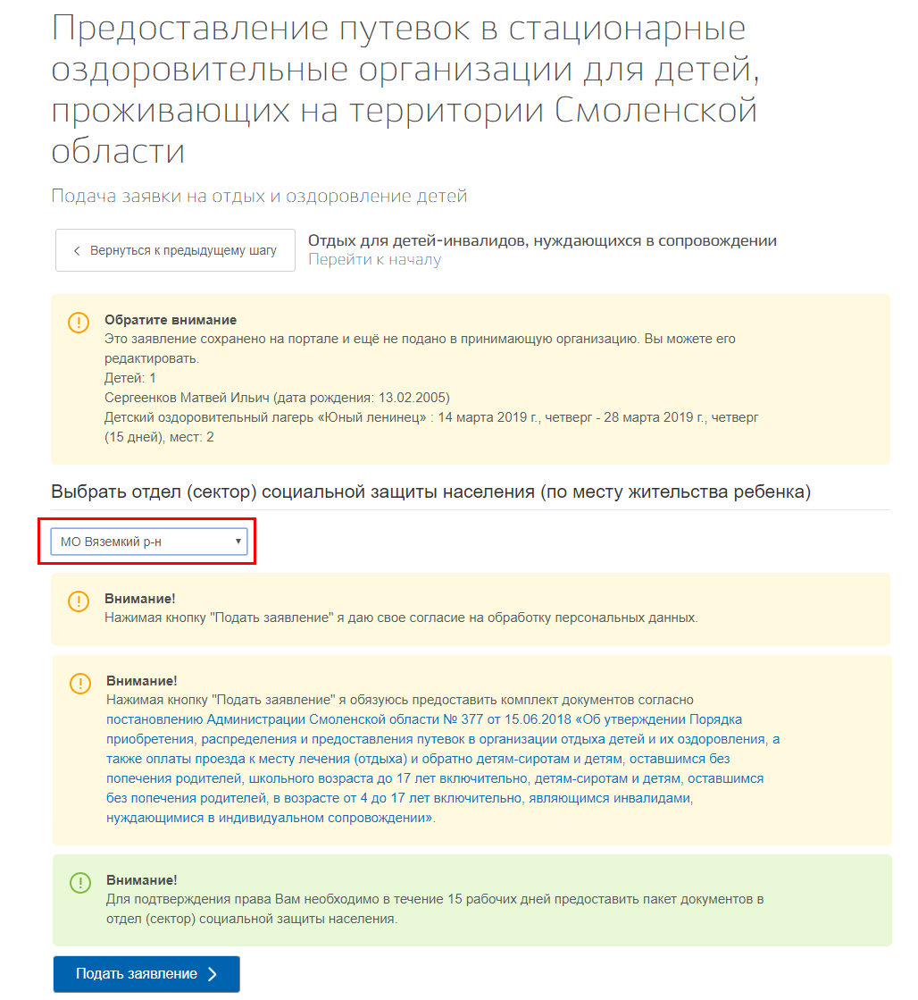 Предоставление путевок в стационарные
оздоровительные организации для детей,
проживающих на территории Смоленской
области
Подача заявки на отдых и оздоровление детей
Вернуться к предыдущему шагу
Отдых для детей-инвалидов, нуждающихся в сопровождении
Перейти к началу
Обратите внимание
Это заявление сохранено на портале и ещё не подано в принимающую организацию. Вы можете его
редактировать.
Детей: 1
Сергеенков Матвей Ильич (дата рождения: 13.02.2005)
Детский оздоровительный лагерь «Юный ленинец» : 14 марта 2019 г., четверг - 28 марта 2019 г., четверг
(15 дней), мест: 2
Выбрать отдел (сектор) социальной защиты населения (по месту жительства ребенка)
МО Вяземкий р-н
Внимание!
Нажимая кнопку "Подать заявление" я даю свое согласие на обработку персональных данных.
Внимание!
Нажимая кнопку "Подать заявление" я обязуюсь предоставить комплект документов согласно
постановлению Администрации Смоленской области № 377 от 15.06.2018 «Об утверждении Порядка
приобретения, распределения и предоставления путевок в организации отдыха детей и их оздоровления, а
также оплаты проезда к месту лечения (отдыха) и обратно детям-сиротам и детям, оставшимся без
попечения родителей, школьного возраста до 17 лет включительно, детям-сиротам и детям, оставшимся
без попечения родителей, в возрасте от 4 до 17 лет включительно, являющимся инвалидами,
нуждающимися в индивидуальном сопровождении».
Внимание!
Для подтверждения права Вам необходимо в течение 15 рабочих дней предоставить пакет документов в
отдел (сектор) социальной защиты населения.
Подать заявление